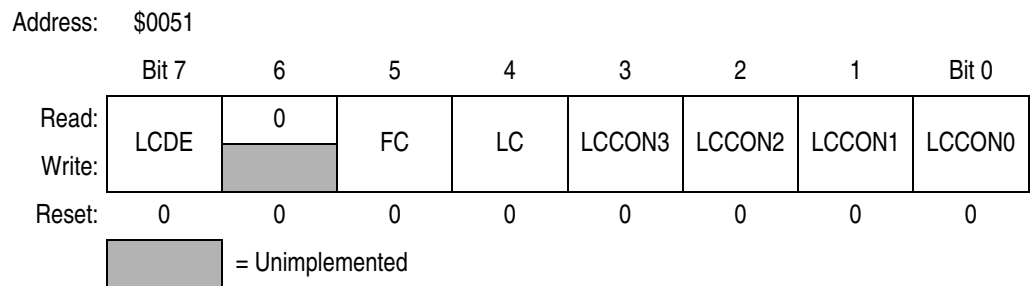 Address: $0051
Bit 7 6 5 4 3 2 1 Bit 0
Read: LCDE 0 FC LC LCCON3 LCCON2 LCCON1 LCCON0
Write:
Reset: 0 0 0 0 0 0 0 0
= Unimplemented